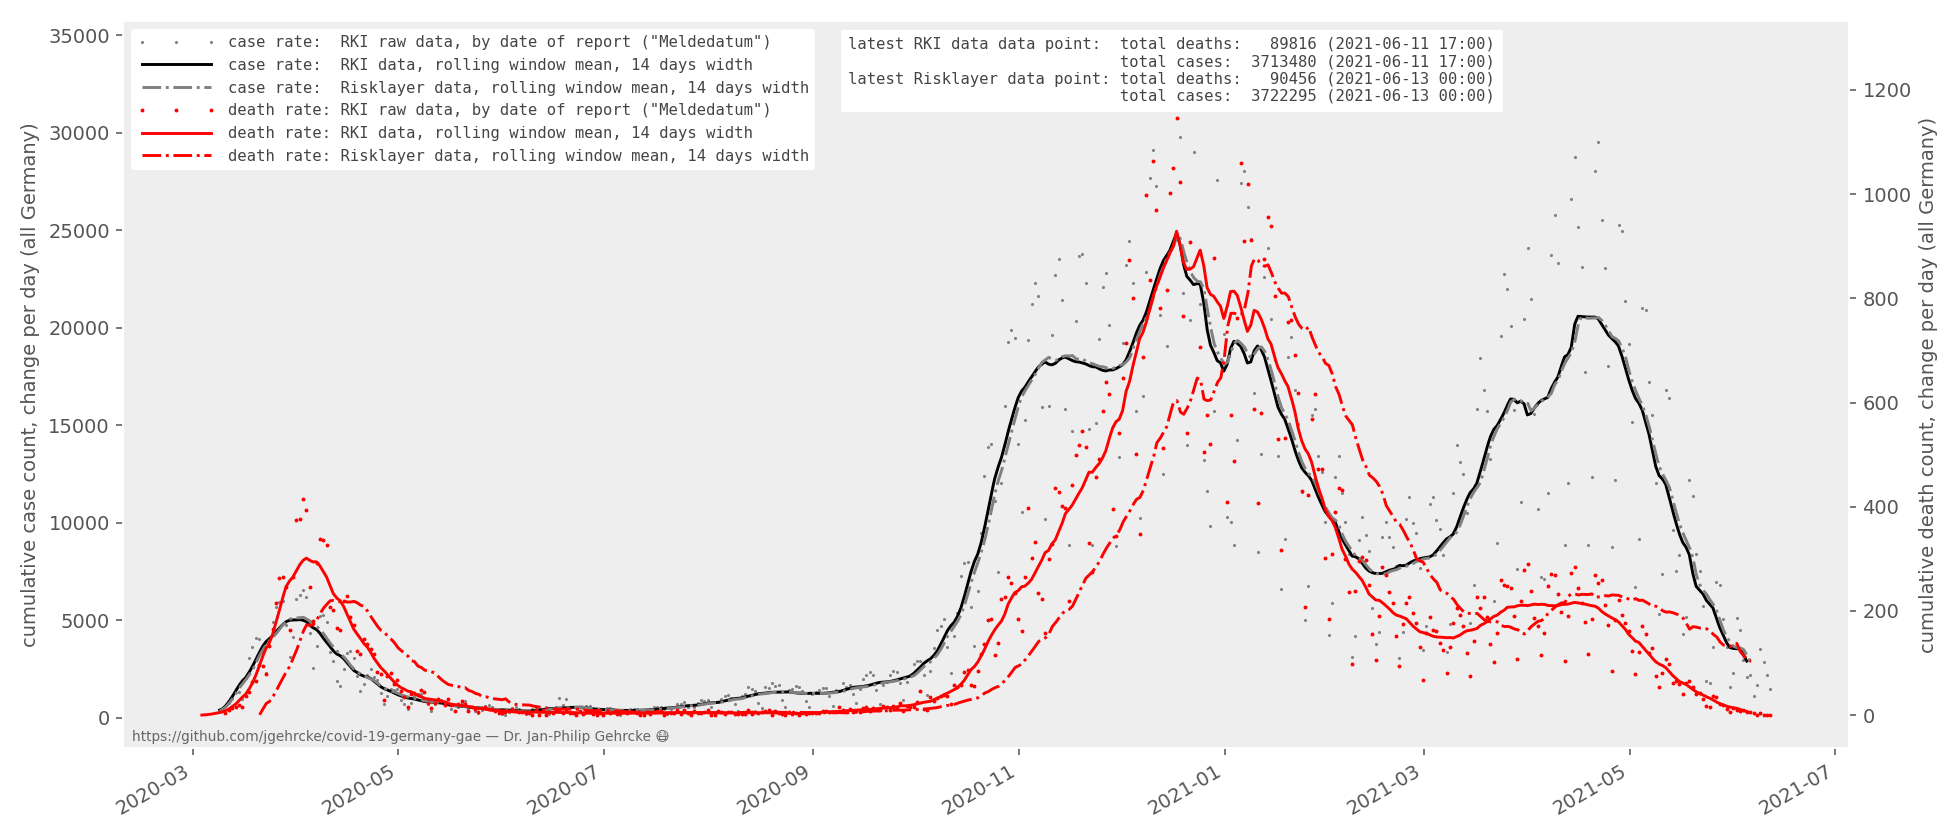 case rate:  RKI raw data, by date of report ("Meldedatum")
case rate:  RKI data, rolling window mean, 14 days width
case rate:  Risklayer data, rolling window mean, 14 days width
death rate: RKI raw data, by date of report ("Meldedatum")
death rate: RKI data, rolling window mean, 14 days width
death rate: Risklayer data, rolling window mean, 14 days width
latest RKI data data point:  total deaths:   89816 (2021-06-11 17:00)
total cases:  3713480 (2021-06-11 17:00)
latest Risklayer data point: total deaths:   90456 (2021-06-13 00:00)
total cases:  3722295 (2021-06-13 00:00)
cumulative case count, change per day (all Germany)
35000
30000
25000
20000
15000
10000
5000
0
1200
1000
800
600
400
200
0
cumulative death count, change per day (all Germany)
https://github.com/jgehrcke/covid-19-germany-gae — Dr. Jan-Philip Gehrcke 😷
2020-03
2020-05
2020-07
2020-09
2020-11
2021-01
2021-03
2021-05
2021-07